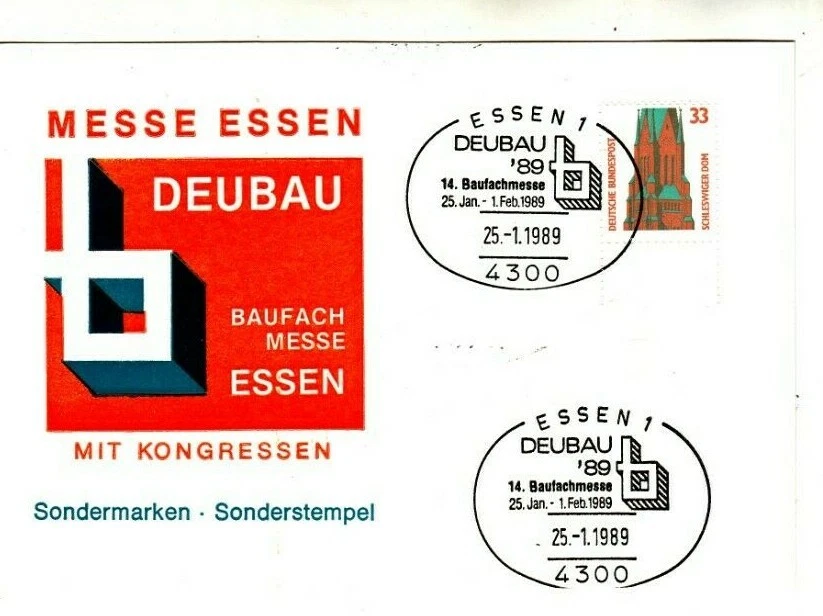 MESSE ESSEN
DEUBAU
BAUFACH
MESSE
ESSEN
MIT KONGRESSEN
Sondermarken · Sonderstempel
ESSEN 1
DEUBAU
'89
14. Baufachmesse
25. Jan. - 1. Feb. 1989
25.-1.1989
4300
33
DEUTSCHE BUNDESPOST
SCHLESWIGER DOM
ESSEN 1
DEUBAU
'89
14. Baufachmesse
25. Jan. - 1. Feb. 1989
25.-1.1989
4300